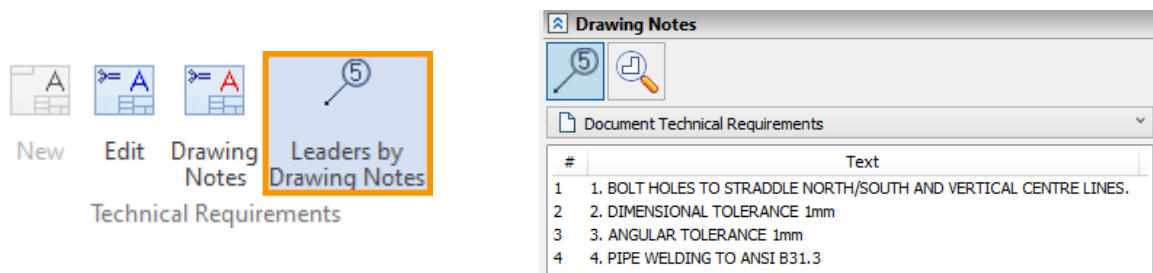 A
A
A
5
New
Edit
Drawing
Notes
Leaders by
Drawing Notes
Technical Requirements
Drawing Notes
5
Document Technical Requirements
# Text
1 1. BOLT HOLES TO STRADDLE NORTH/SOUTH AND VERTICAL CENTRE LINES.
2 2. DIMENSIONAL TOLERANCE 1mm
3 3. ANGULAR TOLERANCE 1mm
4 4. PIPE WELDING TO ANSI B31.3